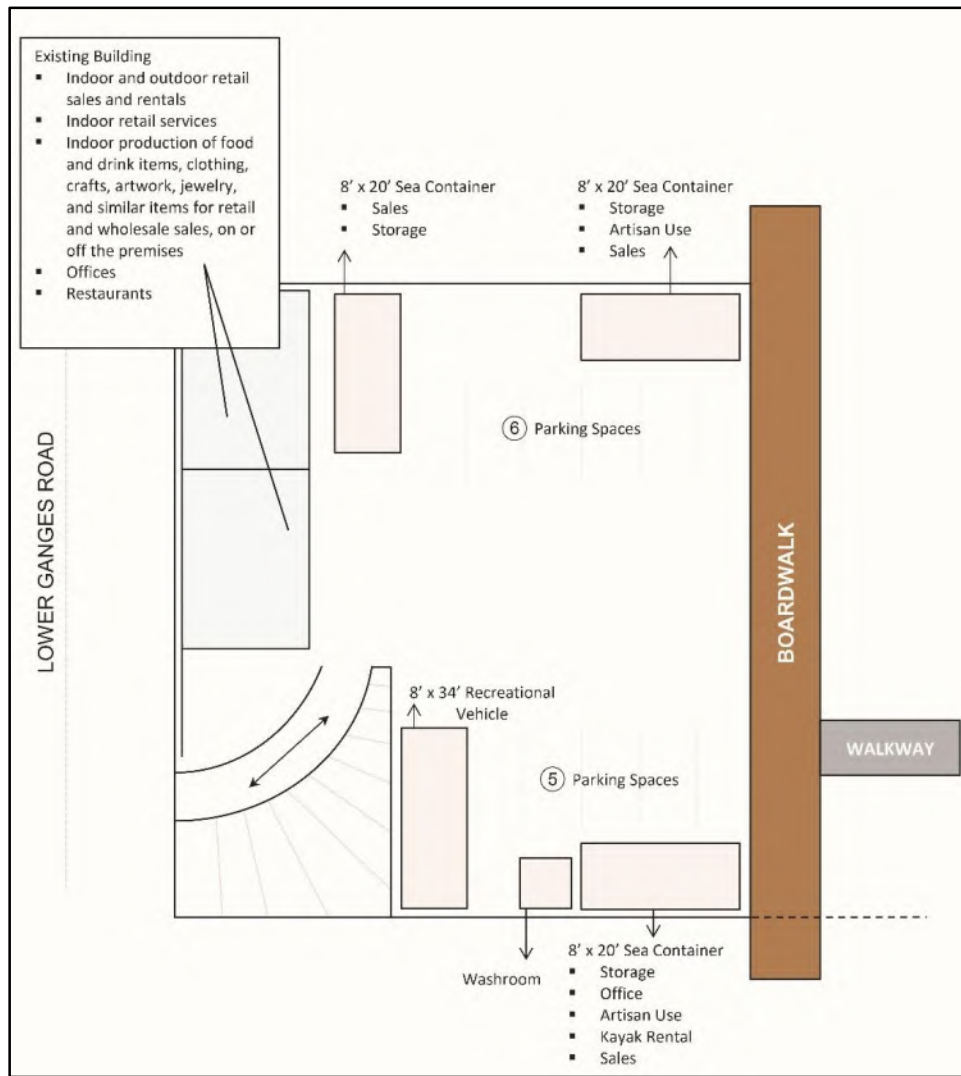 Existing Building
▪ Indoor and outdoor retail
sales and rentals
▪ Indoor retail services
▪ Indoor production of food
and drink items, clothing,
crafts, artwork, jewelry,
and similar items for retail
and wholesale sales, on or
off the premises
▪ Offices
▪ Restaurants
8’ x 20’ Sea Container
▪ Sales
▪ Storage
8’ x 20’ Sea Container
▪ Storage
▪ Artisan Use
▪ Sales
6 Parking Spaces
LOWER GANGES ROAD
BOARDWALK
8’ x 34’ Recreational
Vehicle
WALKWAY
5 Parking Spaces
Washroom
8’ x 20’ Sea Container
▪ Storage
▪ Office
▪ Artisan Use
▪ Kayak Rental
▪ Sales